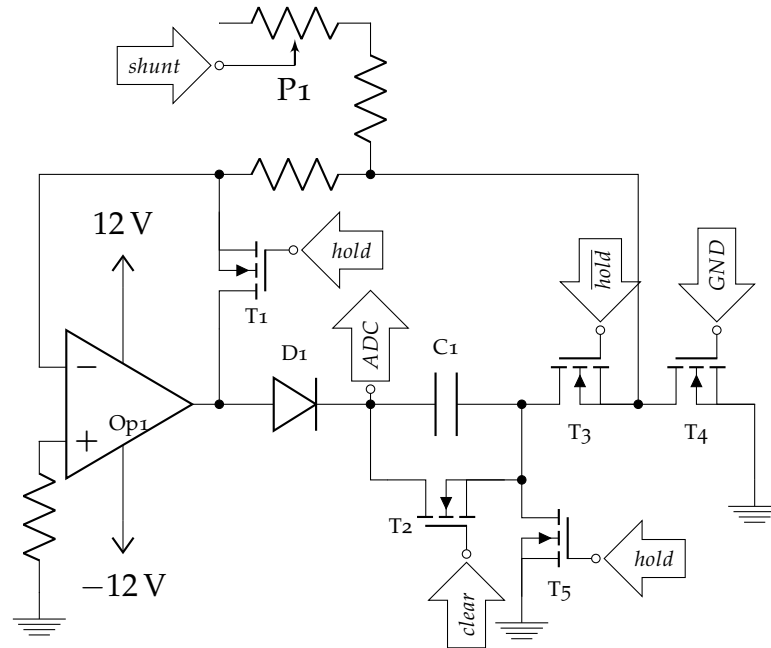 shunt
P1
12 V
hold
T1
ADC
hold
GND
D1
C1
−
Op1
+
T3
T4
T2
−12 V
clear
T5
hold